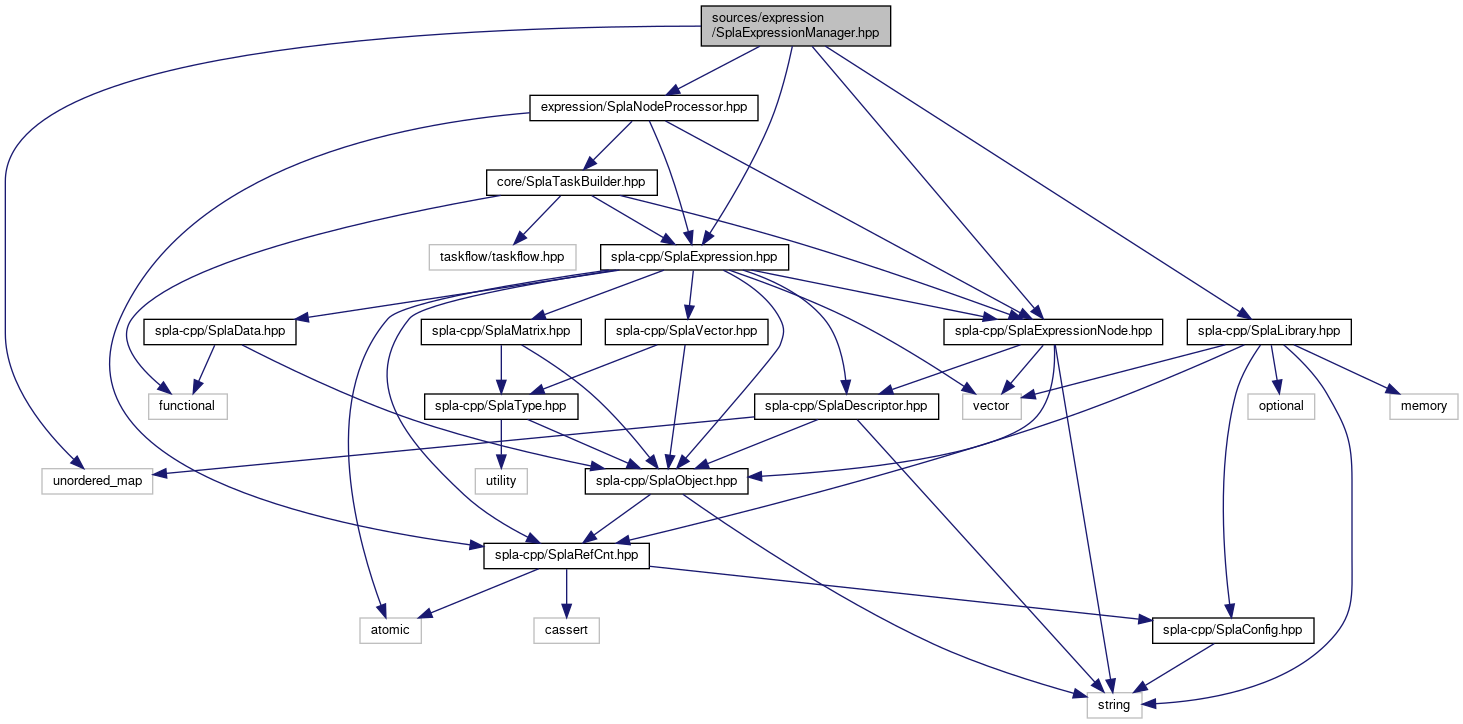 sources/expression
/SplaExpressionManager.hpp
expression/SplaNodeProcessor.hpp
core/SplaTaskBuilder.hpp
taskflow/taskflow.hpp
spla-cpp/SplaExpression.hpp
spla-cpp/SplaData.hpp
spla-cpp/SplaMatrix.hpp
spla-cpp/SplaVector.hpp
spla-cpp/SplaExpressionNode.hpp
spla-cpp/SplaLibrary.hpp
functional
spla-cpp/SplaType.hpp
spla-cpp/SplaDescriptor.hpp
vector
optional
memory
unordered_map
utility
spla-cpp/SplaObject.hpp
spla-cpp/SplaRefCnt.hpp
atomic
cassert
spla-cpp/SplaConfig.hpp
string